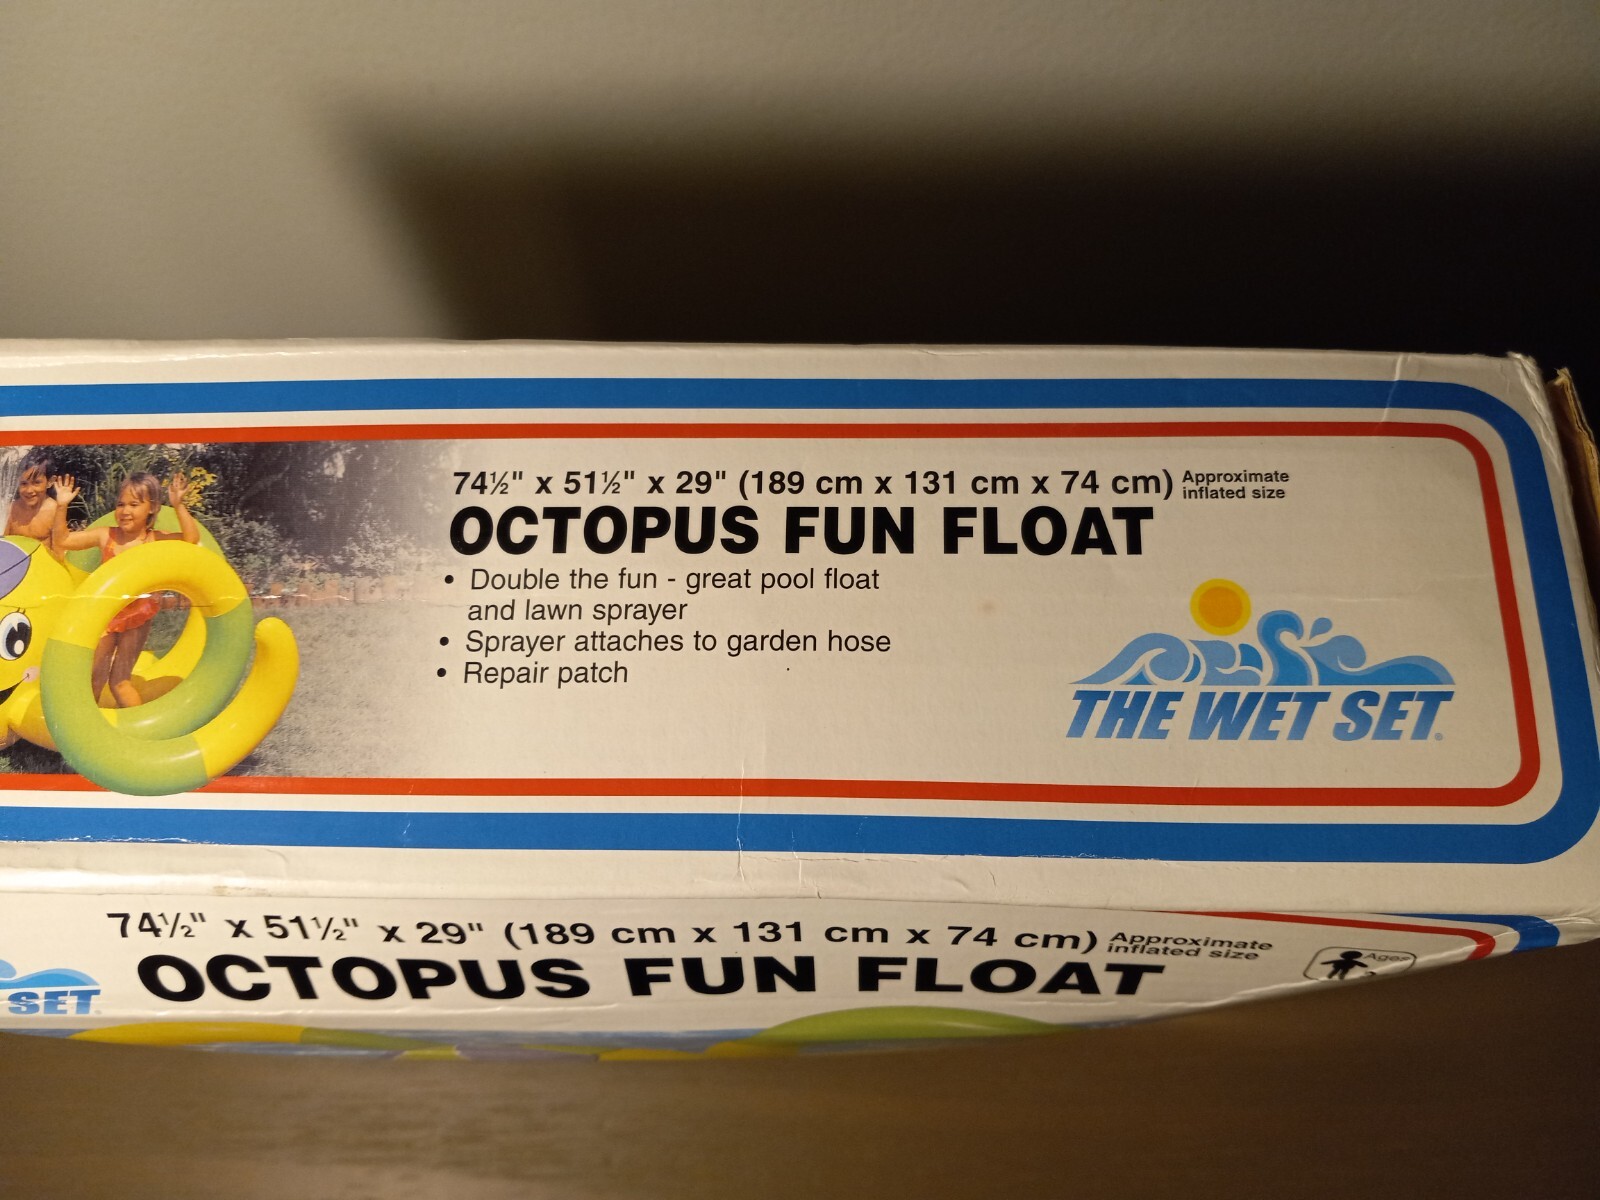 74½" x 51½" x 29" (189 cm x 131 cm x 74 cm) Approximate inflated size
OCTOPUS FUN FLOAT
• Double the fun - great pool float
and lawn sprayer
• Sprayer attaches to garden hose
• Repair patch
THE WET SET®
74½" x 51½" x 29" (189 cm x 131 cm x 74 cm) Approximate inflated size
OCTOPUS FUN FLOAT
SET
Ages